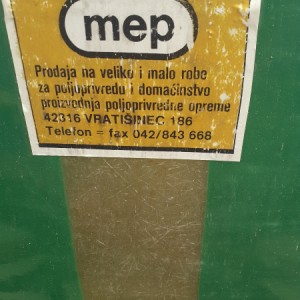 mep
Prodaja na veliko i malo robe
za poljoprivredu i domaćinstvo
proizvodnja poljoprivredne opreme
42316 VRATIŠINEC 186
Telefon = fax 042/843 668